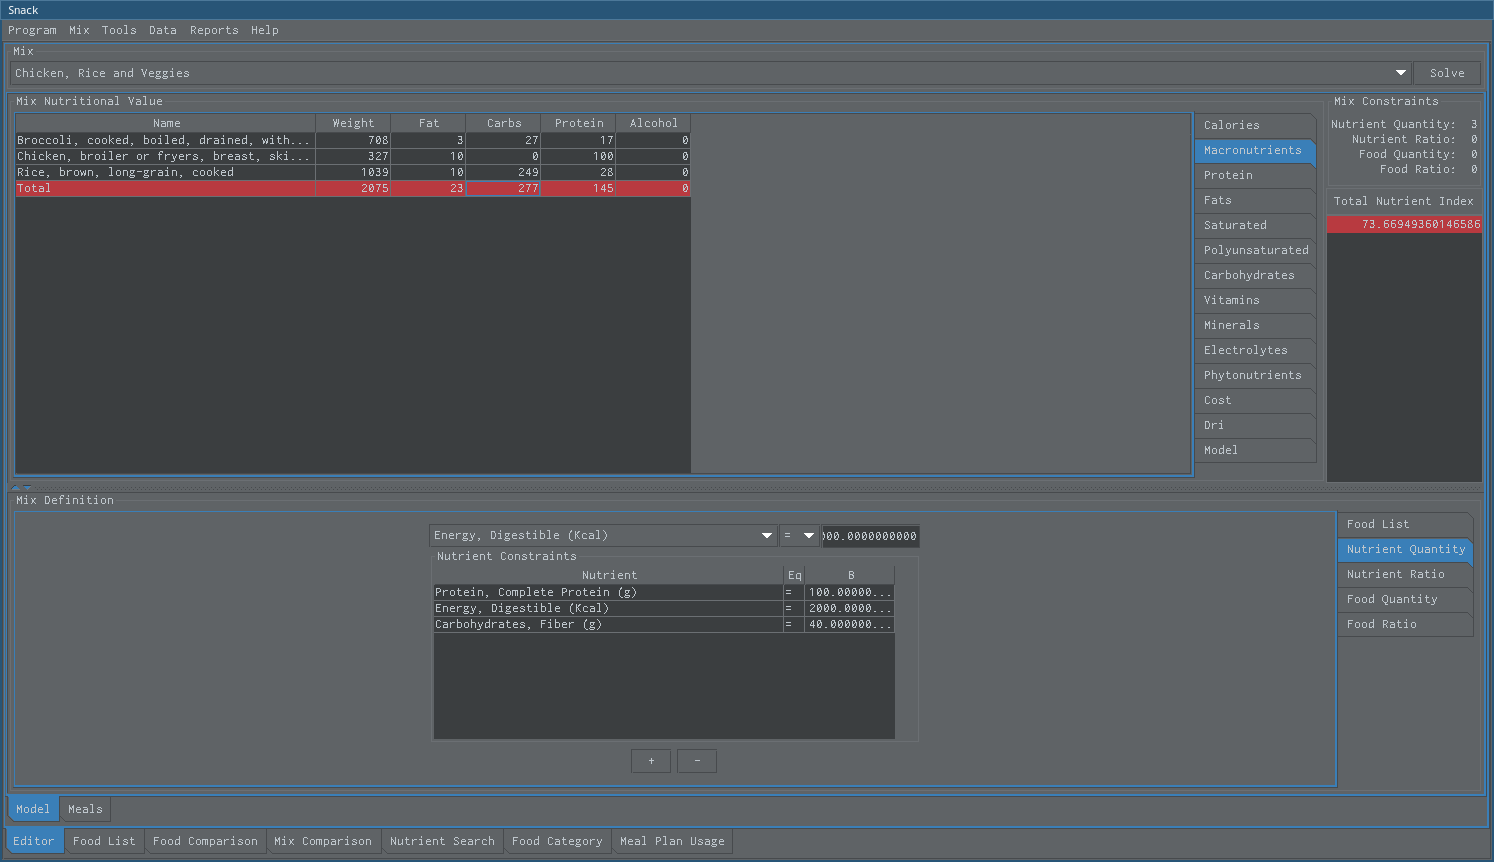 Snack
Program Mix Tools Data Reports Help
Mix
Chicken, Rice and Veggies Solve
Mix Nutritional Value
Name Weight Fat Carbs Protein Alcohol
Broccoli, cooked, boiled, drained, with... 708 3 27 17 0
Chicken, broiler or fryers, breast, ski... 327 10 0 100 0
Rice, brown, long-grain, cooked 1039 10 249 28 0
Total 2075 23 277 145 0
Calories
Macronutrients
Protein
Fats
Saturated
Polyunsaturated
Carbohydrates
Vitamins
Minerals
Electrolytes
Phytonutrients
Cost
Dri
Model
Mix Constraints
Nutrient Quantity: 3
Nutrient Ratio: 0
Food Quantity: 0
Food Ratio: 0
Total Nutrient Index
73.66949360146586
Mix Definition
Energy, Digestible (Kcal) = 00.0000000000
Nutrient Constraints
Nutrient Eq B
Protein, Complete Protein (g) = 100.00000...
Energy, Digestible (Kcal) = 2000.0000...
Carbohydrates, Fiber (g) = 40.000000...
+ -
Food List
Nutrient Quantity
Nutrient Ratio
Food Quantity
Food Ratio
Model Meals
Editor Food List Food Comparison Mix Comparison Nutrient Search Food Category Meal Plan Usage